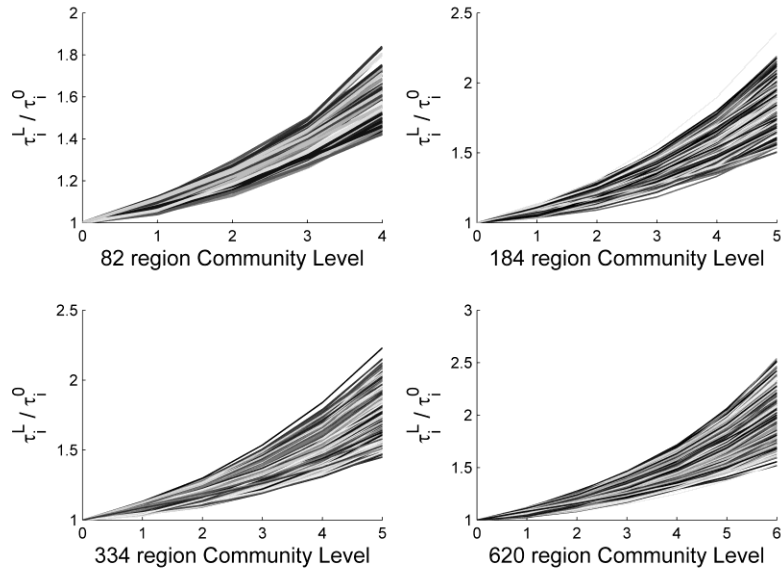 2
1.8
1.6
1.4
1.2
1
τ_i^L / τ_i^0
0 1 2 3 4
82 region Community Level
2.5
2
1.5
1
τ_i^L / τ_i^0
0 1 2 3 4 5
184 region Community Level
2.5
2
1.5
1
τ_i^L / τ_i^0
0 1 2 3 4 5
334 region Community Level
3
2.5
2
1.5
1
τ_i^L / τ_i^0
0 1 2 3 4 5 6
620 region Community Level